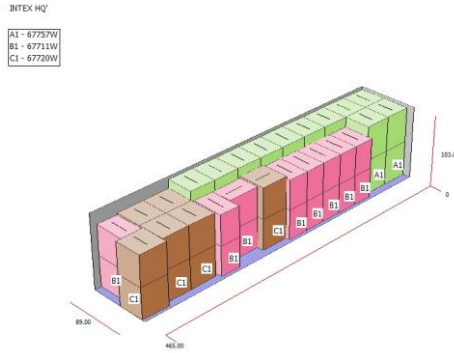 INTEX HQ'
A1 - 67757W
B1 - 67711W
C1 - 67720W
A1
A1
B1
B1
B1
B1
B1
C1
B1
B1
C1
C1
B1
C1
0
89.00
465.00